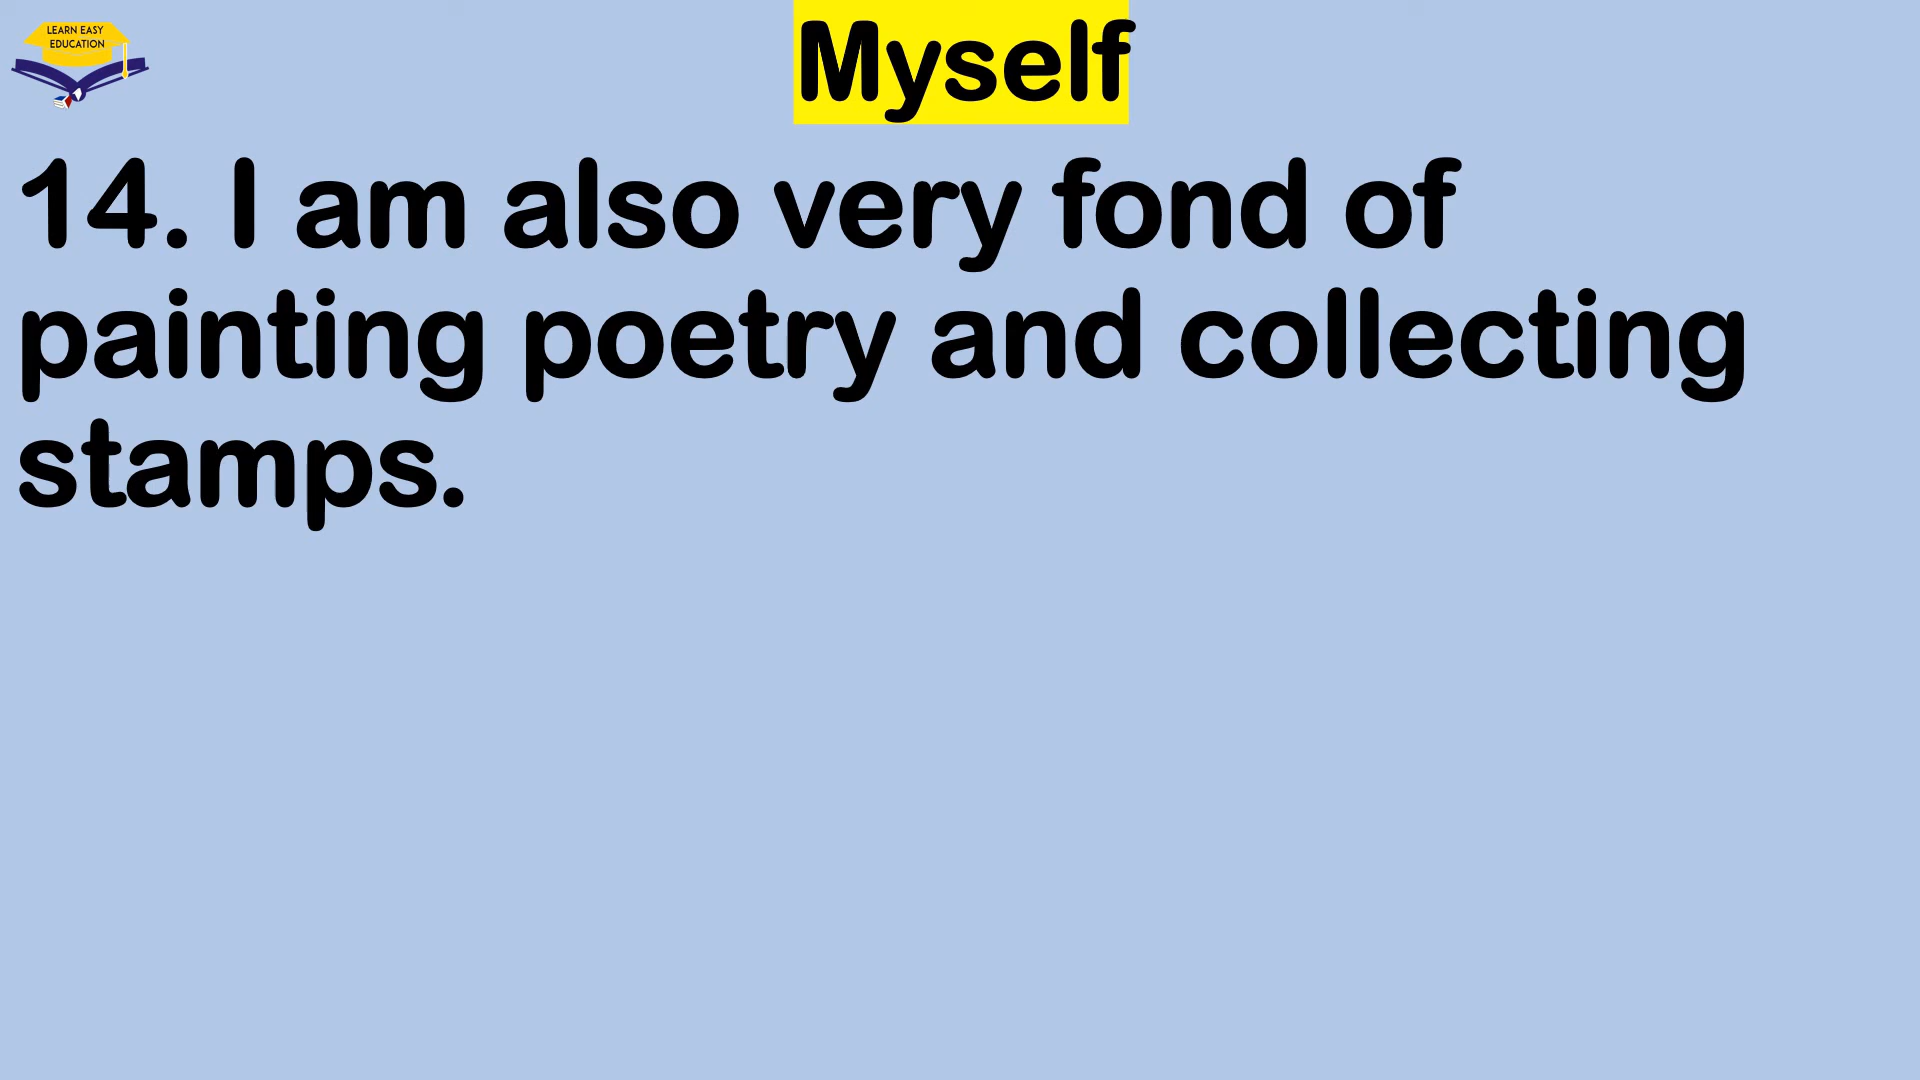 LEARN EASY
EDUCATION
Myself
14. I am also very fond of
painting poetry and collecting
stamps.